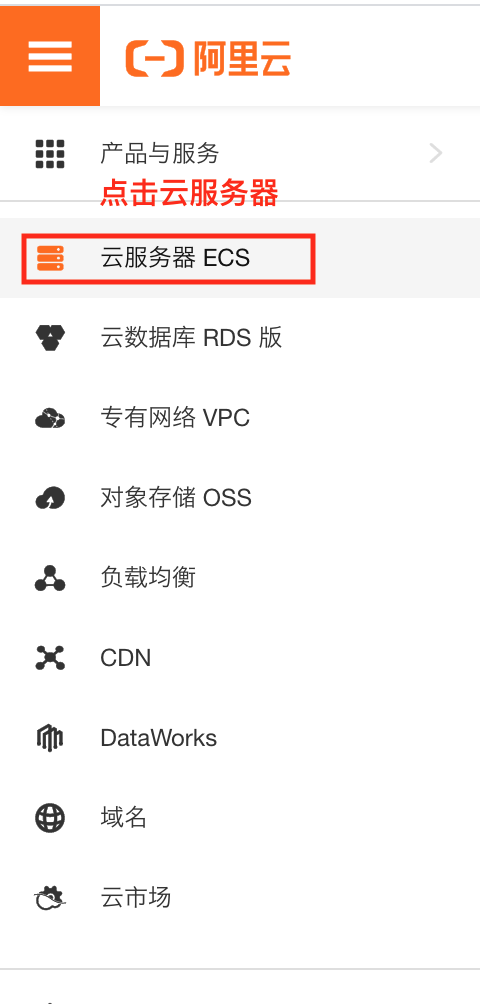 阿里云
产品与服务
点击云服务器
云服务器 ECS
云数据库 RDS 版
专有网络 VPC
对象存储 OSS
负载均衡
CDN
DataWorks
域名
云市场